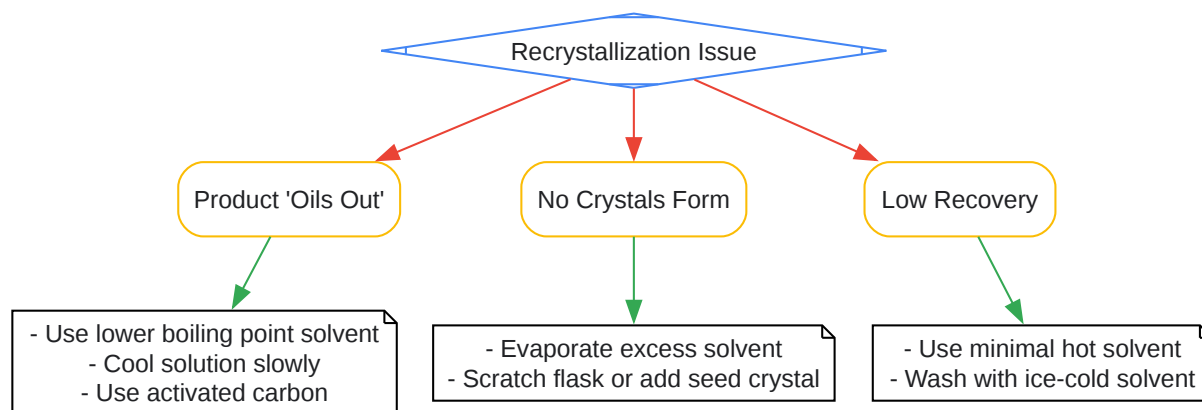 Recrystallization Issue
Product 'Oils Out'
No Crystals Form
Low Recovery
- Use lower boiling point solvent
- Cool solution slowly
- Use activated carbon
- Evaporate excess solvent
- Scratch flask or add seed crystal
- Use minimal hot solvent
- Wash with ice-cold solvent